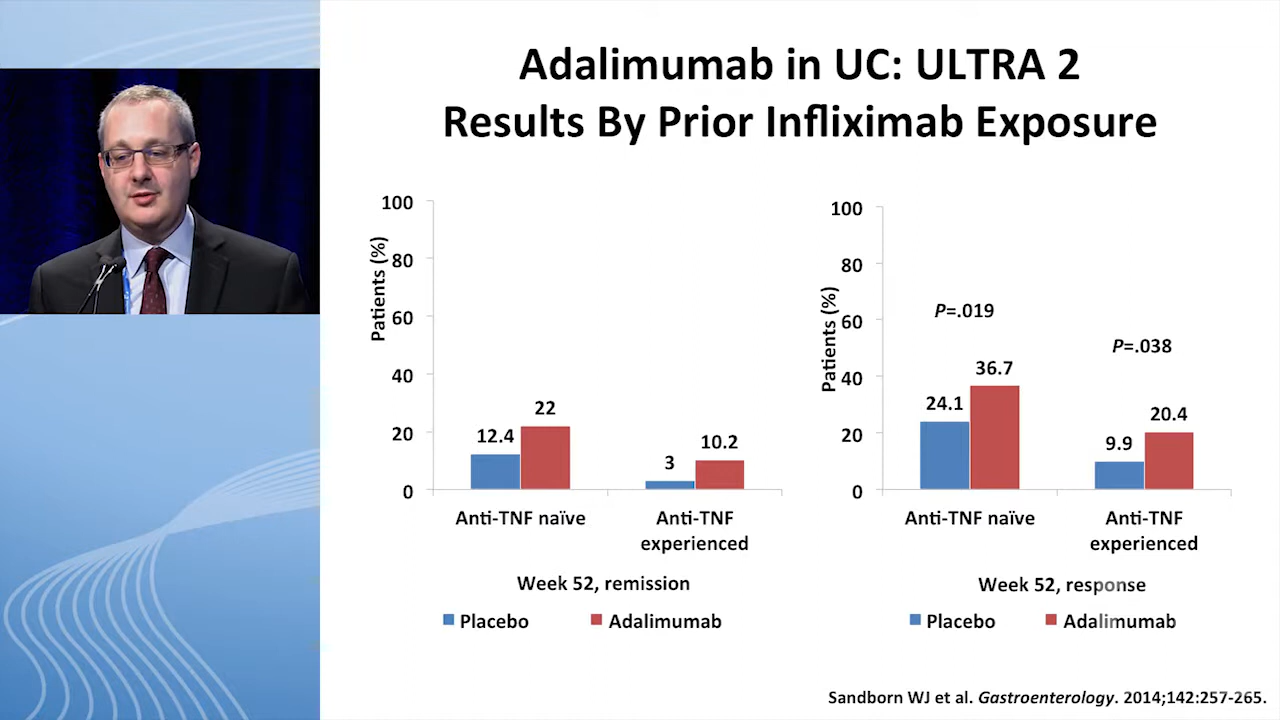 Adalimumab in UC: ULTRA 2
Results By Prior Infliximab Exposure
Patients (%)
100
80
60
40
20
0
12.4
22
3
10.2
Anti-TNF naïve
Anti-TNF
experienced
Week 52, remission
Placebo
Adalimumab
Patients (%)
100
80
60
40
20
0
P=.019
P=.038
24.1
36.7
9.9
20.4
Anti-TNF naïve
Anti-TNF
experienced
Week 52, response
Placebo
Adalimumab
Sandborn WJ et al. Gastroenterology. 2014;142:257-265.